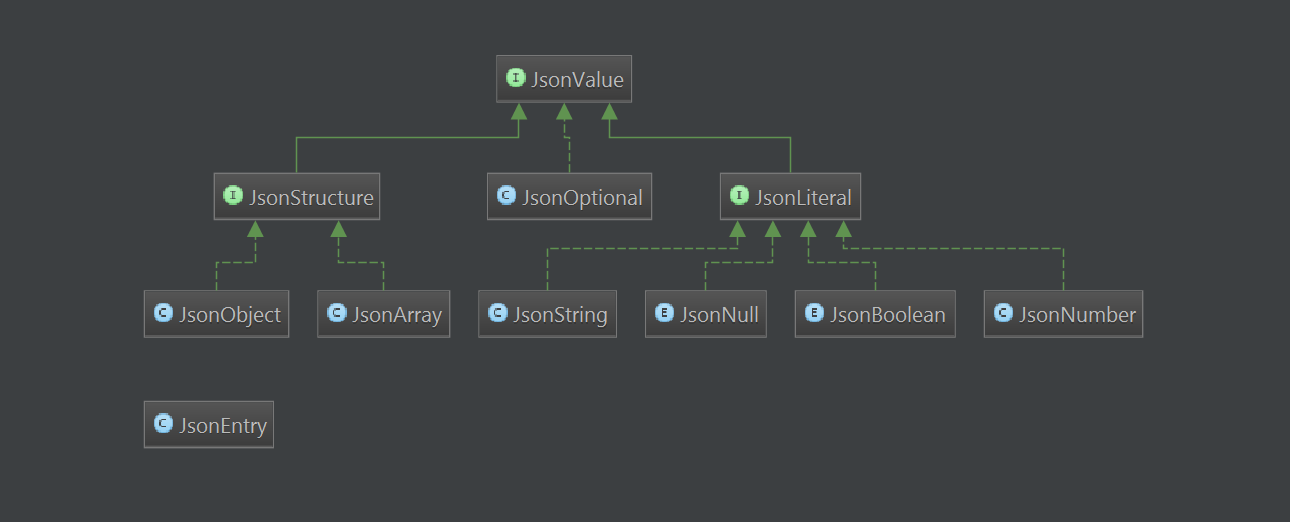 I JsonValue
I JsonStructure
C JsonOptional
I JsonLiteral
C JsonObject
C JsonArray
C JsonString
E JsonNull
E JsonBoolean
C JsonNumber
C JsonEntry